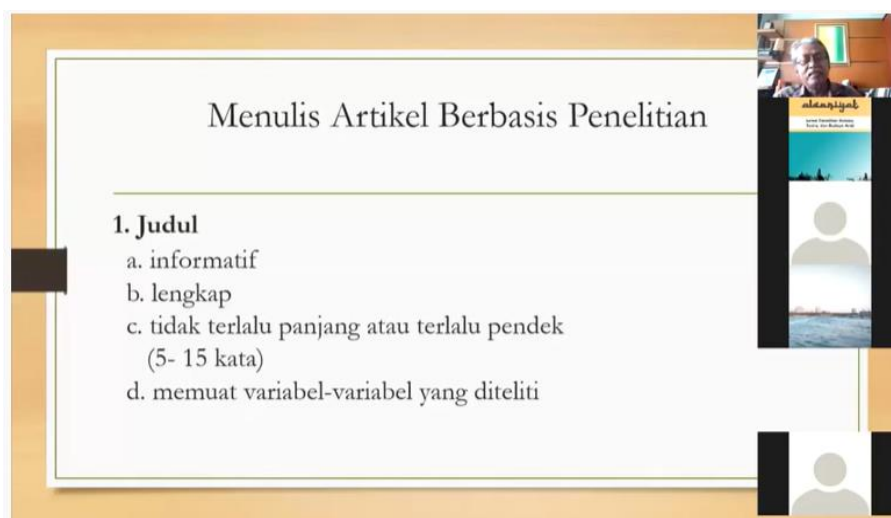 Menulis Artikel Berbasis Penelitian
1. Judul
a. informatif
b. lengkap
c. tidak terlalu panjang atau terlalu pendek
(5- 15 kata)
d. memuat variabel-variabel yang diteliti